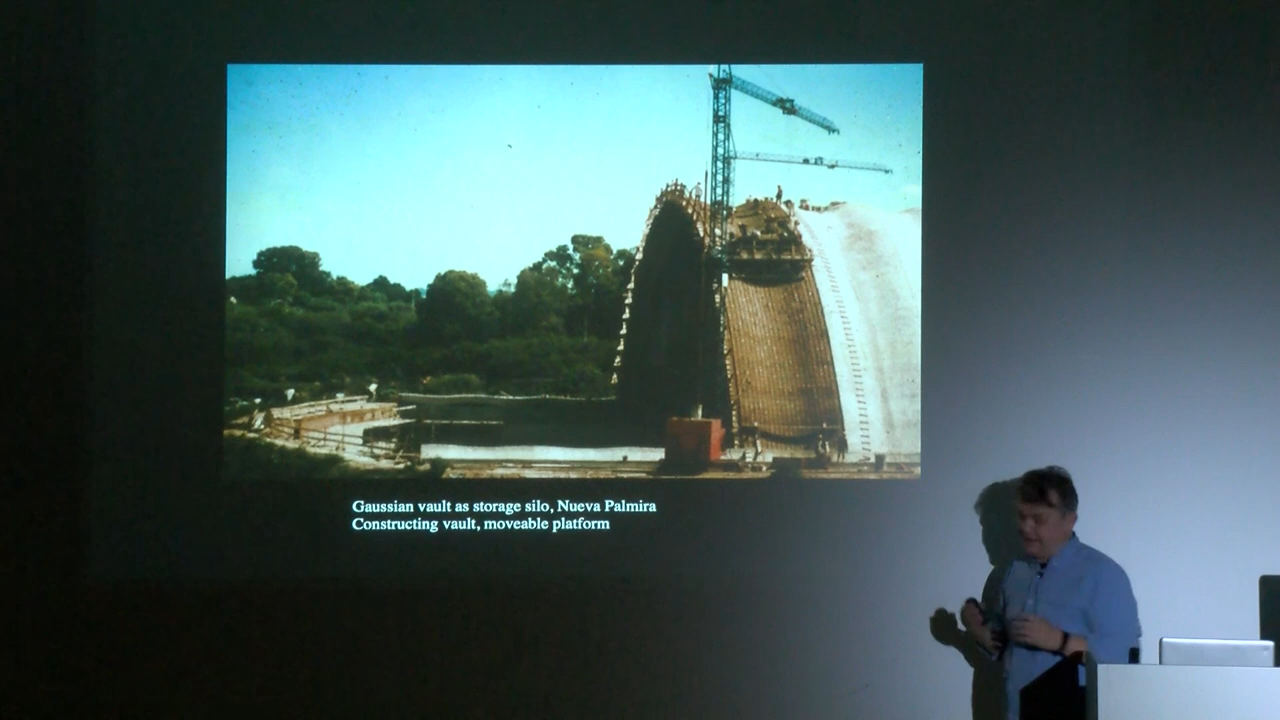 Gaussian vault as storage silo, Nueva Palmira
Constructing vault, moveable platform